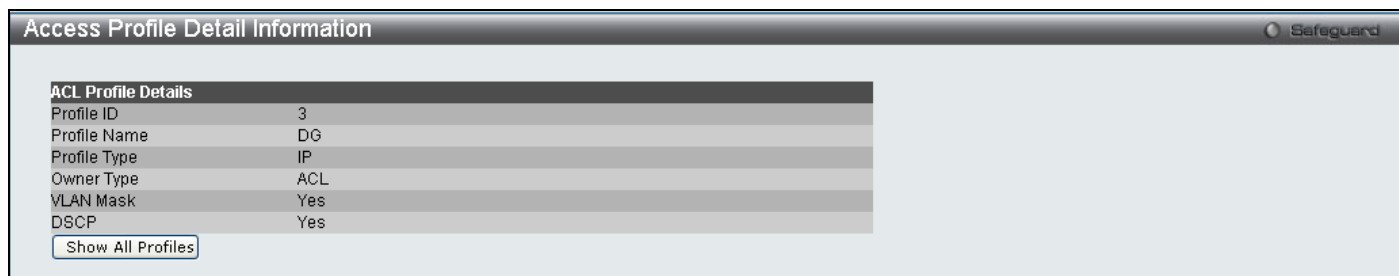 Access Profile Detail Information Safeguard
ACL Profile Details
Profile ID 3
Profile Name DG
Profile Type IP
Owner Type ACL
VLAN Mask Yes
DSCP Yes
Show All Profiles